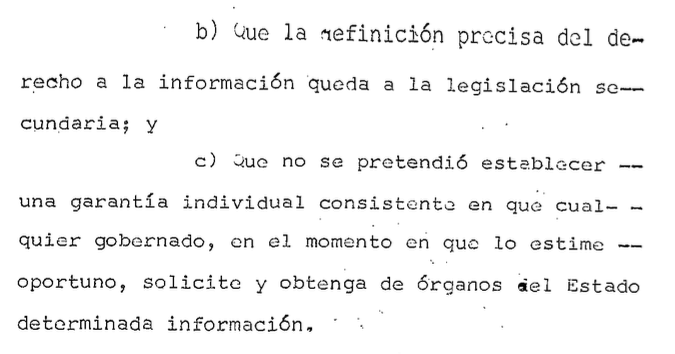 b) Que la definición precisa del de-
recho a la información queda a la legislación se--
cundaria; y
c) Que no se pretendió establecer --
una garantía individual consistente en que cual- -
quier gobernado, en el momento en que lo estime --
oportuno, solicite y obtenga de órganos del Estado
determinada información.